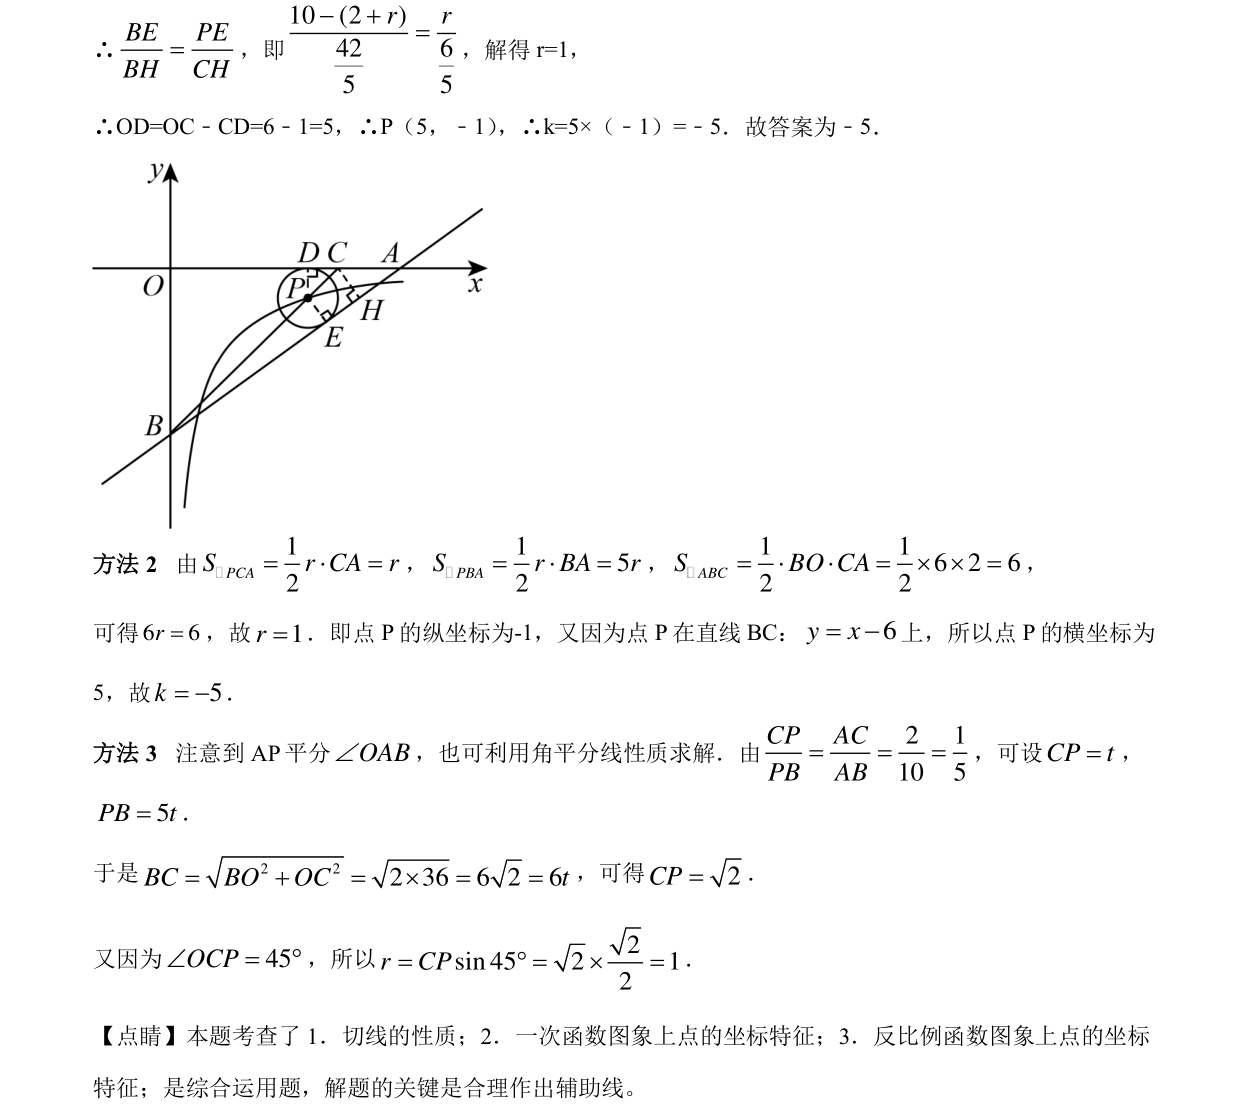 ∴ BE/BH = PE/CH，即 (10-(2+r))/(42/5) = r/(6/5)，解得 r=1，
∴OD=OC﹣CD=6﹣1=5，∴P（5，﹣1），∴k=5×（﹣1）=﹣5．故答案为﹣5．
y
D C A
O P x
H
E
B
方法 2 由 S▯PCA = 1/2 r·CA = r，S▯PBA = 1/2 r·BA = 5r，S▯ABC = 1/2·BO·CA = 1/2×6×2 = 6，
可得 6r = 6，故 r = 1．即点 P 的纵坐标为-1，又因为点 P 在直线 BC： y = x − 6 上，所以点 P 的横坐标为
5，故 k = −5．
方法 3 注意到 AP 平分 ∠OAB，也可利用角平分线性质求解．由 CP/PB = AC/AB = 2/10 = 1/5，可设 CP = t，
PB = 5t．
于是 BC = √(BO²+OC²) = √(2×36) = 6√2 = 6t，可得 CP = √2．
又因为 ∠OCP = 45°，所以 r = CP sin 45° = √2 × √2/2 = 1．
【点睛】本题考查了 1．切线的性质；2．一次函数图象上点的坐标特征；3．反比例函数图象上点的坐标
特征；是综合运用题，解题的关键是合理作出辅助线。